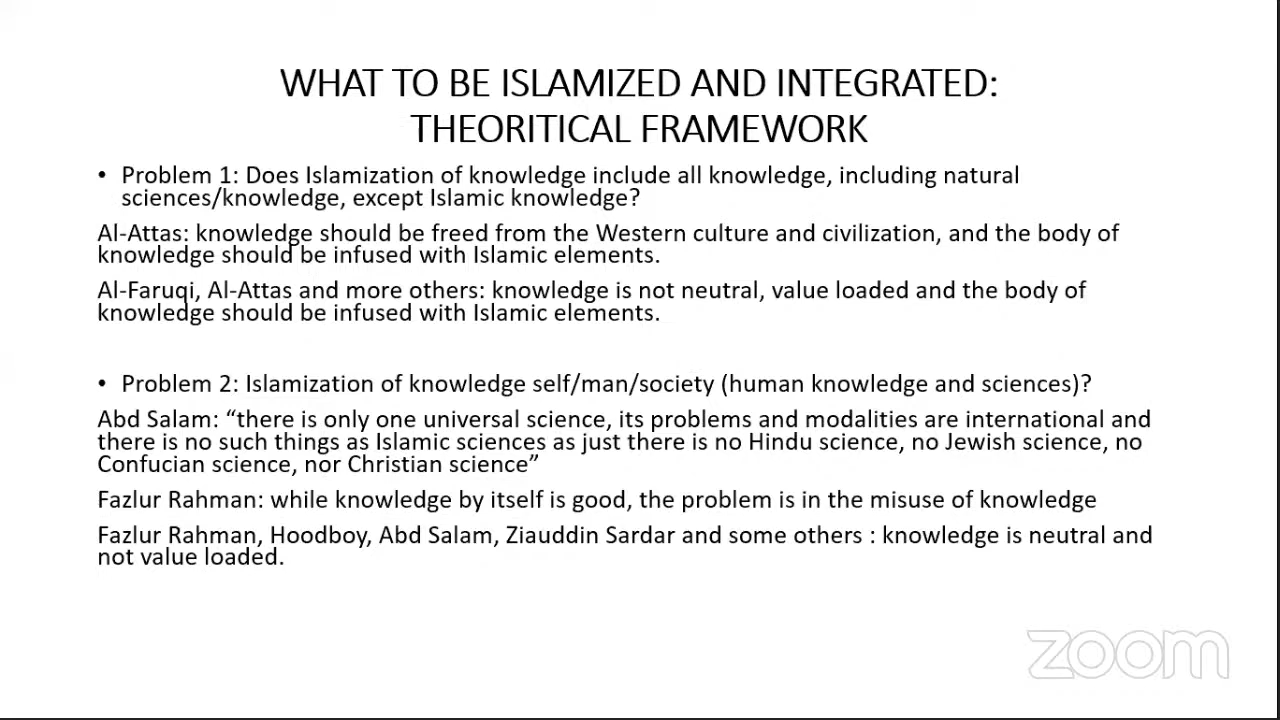 WHAT TO BE ISLAMIZED AND INTEGRATED:
THEORITICAL FRAMEWORK
• Problem 1: Does Islamization of knowledge include all knowledge, including natural
sciences/knowledge, except Islamic knowledge?
Al-Attas: knowledge should be freed from the Western culture and civilization, and the body of
knowledge should be infused with Islamic elements.
Al-Faruqi, Al-Attas and more others: knowledge is not neutral, value loaded and the body of
knowledge should be infused with Islamic elements.
• Problem 2: Islamization of knowledge self/man/society (human knowledge and sciences)?
Abd Salam: “there is only one universal science, its problems and modalities are international and
there is no such things as Islamic sciences as just there is no Hindu science, no Jewish science, no
Confucian science, nor Christian science”
Fazlur Rahman: while knowledge by itself is good, the problem is in the misuse of knowledge
Fazlur Rahman, Hoodboy, Abd Salam, Ziauddin Sardar and some others : knowledge is neutral and
not value loaded.
zoom